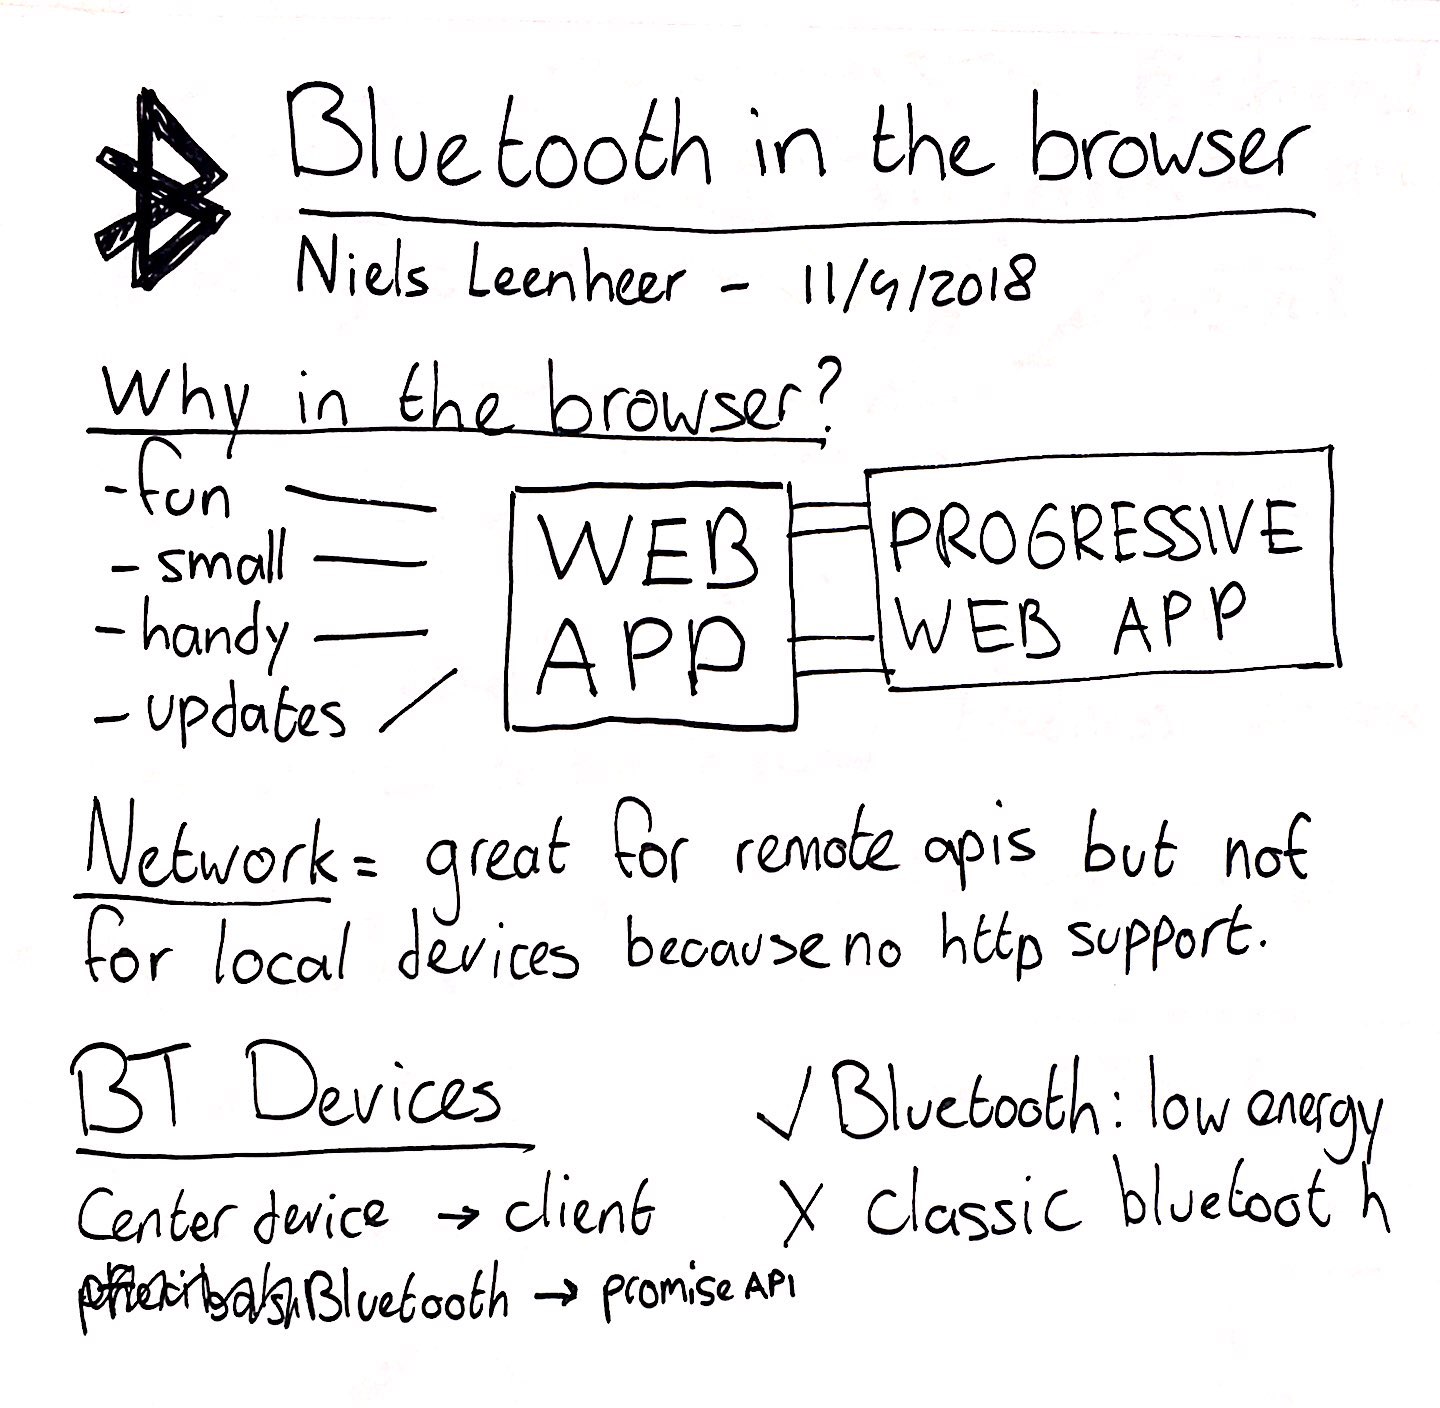 Bluetooth in the browser
Niels Leenheer - 11/9/2018
Why in the browser?
- fun
- small
- handy
- updates
WEB
APP
PROGRESSIVE
WEB APP
Network = great for remote apis but not
for local devices because no http support.
BT Devices
Center device → client
Bluetooth → promise API
✓ Bluetooth: low energy
X classic bluetooth